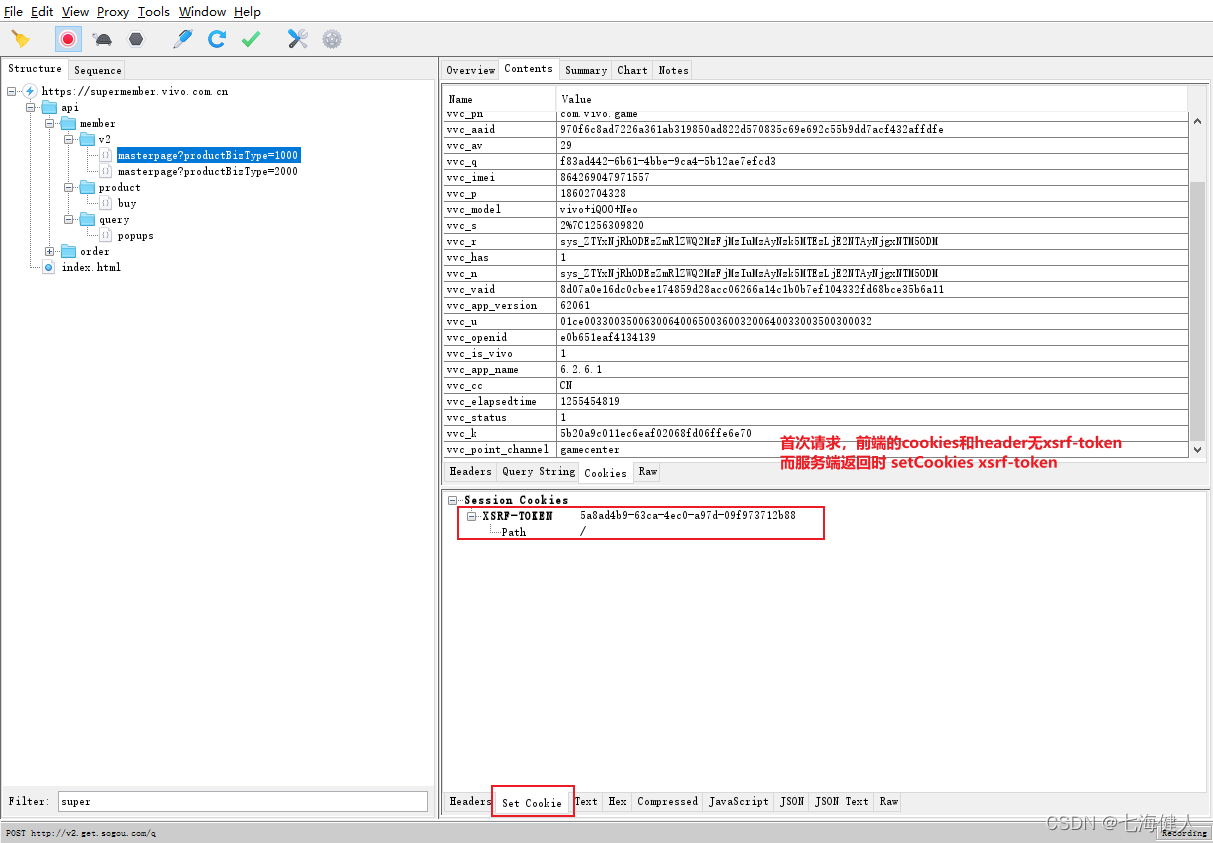 File Edit View Proxy Tools Window Help
Structure Sequence
https://supermember.vivo.com.cn
api
member
v2
masterpage?productBizType=1000
masterpage?productBizType=2000
product
buy
query
popups
order
index.html
Filter: super
Overview Contents Summary Chart Notes
Name Value
vvc_pn com.vivo.game
vvc_aaid 970f6c8ad7226a361ab319850ad822d570835c69e692c55b9dd7acf432affdfe
vvc_av 29
vvc_q f83ad442-6b61-4bbe-9ca4-5b12ae7efcd3
vvc_imei 864269047971557
vvc_p 18602704328
vvc_model vivo+iQOO+Neo
vvc_s 2%7C1256309820
vvc_r sys_ZTYxNjRhODEzZmRlZWQ2MzFjMzIuMzAyNzk5MTEzLjE2NTAyNjgxNTM5ODM
vvc_has 1
vvc_n sys_ZTYxNjRhODEzZmRlZWQ2MzFjMzIuMzAyNzk5MTEzLjE2NTAyNjgxNTM5ODM
vvc_vaid 8d07a0e16dc0cbee174859d28acc06266a14c1b0b7ef104332fd68bce35b6a11
vvc_app_version 62061
vvc_u 01ce00330035006300640065003600320064003300350030​0032
vvc_openid e0b651eaf4134139
vvc_is_vivo 1
vvc_app_name 6.2.6.1
vvc_cc CN
vvc_elapsedtime 1255454819
vvc_status 1
vvc_k 5b20a9c011ec6eaf02068fd06ffe6e70
vvc_point_channel gamecenter
首次请求，前端的cookies和header无xsrf-token
而服务端返回时 setCookies xsrf-token
Headers Query String Cookies Raw
Session Cookies
XSRF-TOKEN 5a8ad4b9-63ca-4ec0-a97d-09f973712b88
Path /
Headers Set Cookie Text Hex Compressed JavaScript JSON JSON Text Raw
POST http://v2.get.sogou.com/q
CSDN @七海健人
Recording